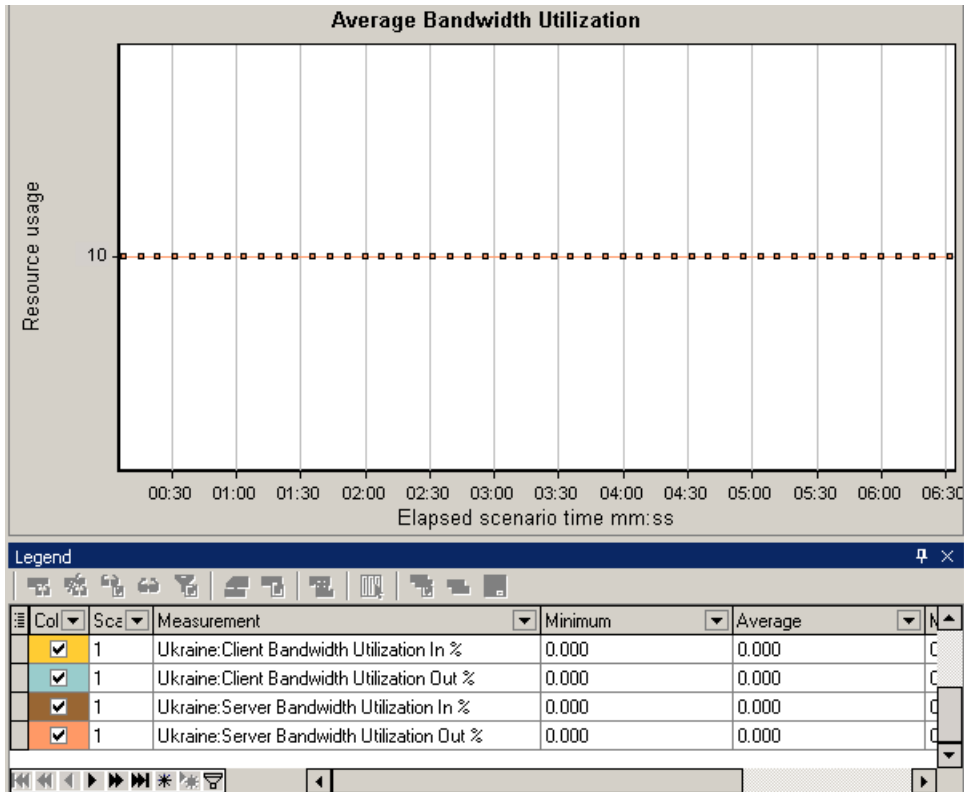 Average Bandwidth Utilization
Resource usage
10
00:30 01:00 01:30 02:00 02:30 03:00 03:30 04:00 04:30 05:00 05:30 06:00 06:30
Elapsed scenario time mm:ss
Legend
Col Sca Measurement Minimum Average
1 Ukraine:Client Bandwidth Utilization In % 0.000 0.000
1 Ukraine:Client Bandwidth Utilization Out % 0.000 0.000
1 Ukraine:Server Bandwidth Utilization In % 0.000 0.000
1 Ukraine:Server Bandwidth Utilization Out % 0.000 0.000